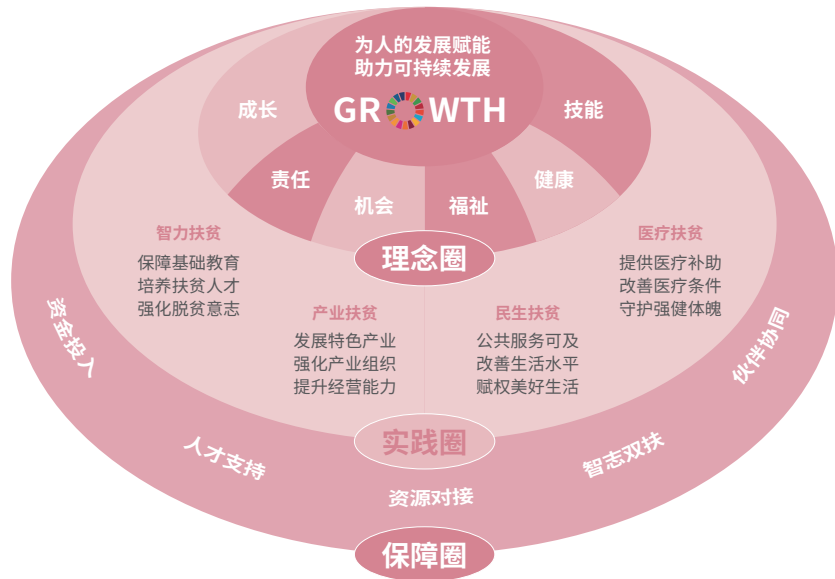 为人的发展赋能
助力可持续发展
GROWTH
成长
技能
责任
健康
机会
福祉
理念圈
智力扶贫
保障基础教育
培养扶贫人才
强化脱贫意志
医疗扶贫
提供医疗补助
改善医疗条件
守护强健体魄
产业扶贫
发展特色产业
强化产业组织
提升经营能力
民生扶贫
公共服务可及
改善生活水平
赋权美好生活
实践圈
资金投入
人才支持
资源对接
智志双扶
伙伴协同
保障圈